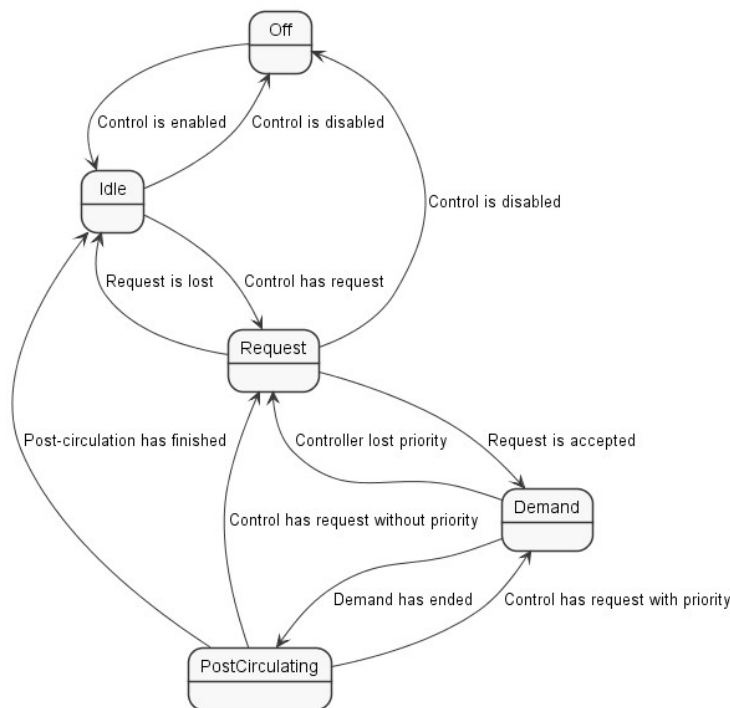 Off
Control is enabled
Control is disabled
Idle
Control is disabled
Request is lost
Control has request
Request
Post-circulation has finished
Controller lost priority
Request is accepted
Demand
Control has request without priority
Demand has ended
Control has request with priority
PostCirculating